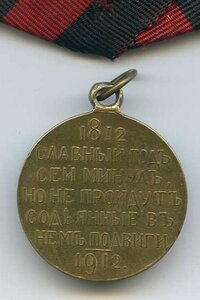 1812
СЛАВНЫЙ ГОДЪ
СЕЙ МИНУЛЪ,
НО НЕ ПРОЙДУТЪ
СОДѢЯННЫЕ ВЪ
НЕМЪ ПОДВИГИ
1912.